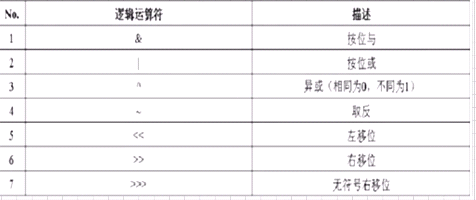 No. 逻辑运算符 描述
1 & 按位与
2 | 按位或
3 ^ 异或（相同为0，不同为1）
4 ~ 取反
5 << 左移位
6 >> 右移位
7 >>> 无符号右移位